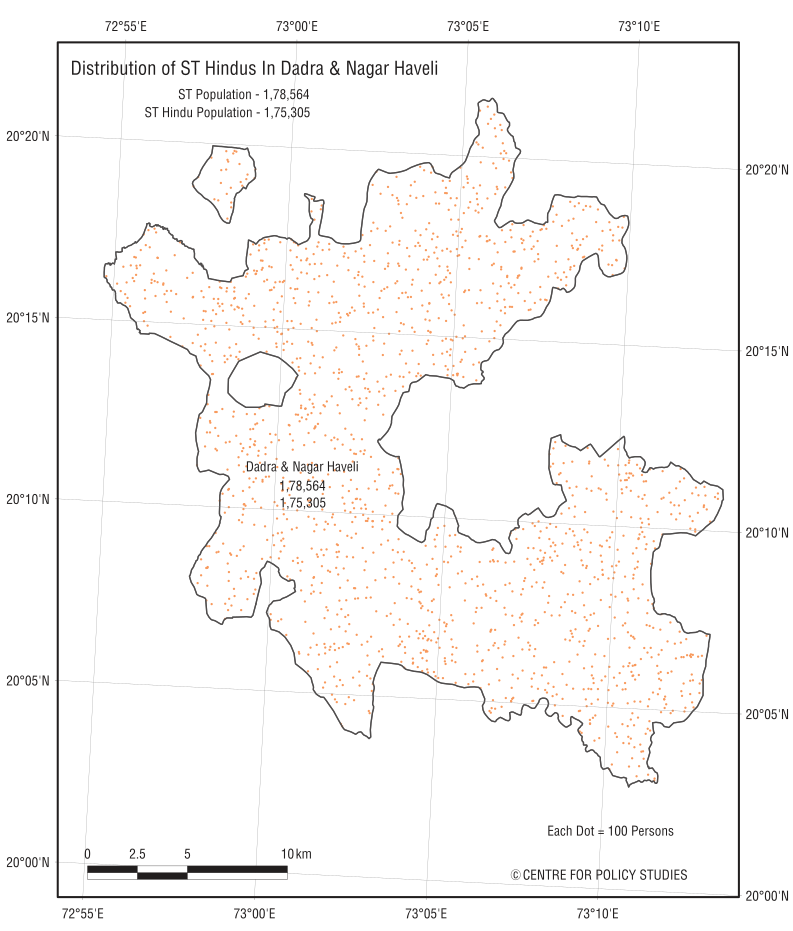 72°55'E 73°00'E 73°05'E 73°10'E
Distribution of ST Hindus In Dadra & Nagar Haveli
ST Population - 1,78,564
ST Hindu Population - 1,75,305
20°20'N
20°20'N
20°15'N
20°15'N
Dadra & Nagar Haveli
1,78,564
1,75,305
20°10'N
20°10'N
20°05'N
20°05'N
Each Dot = 100 Persons
0 2.5 5 10 km
20°00'N
© CENTRE FOR POLICY STUDIES
20°00'N
72°55'E 73°00'E 73°05'E 73°10'E